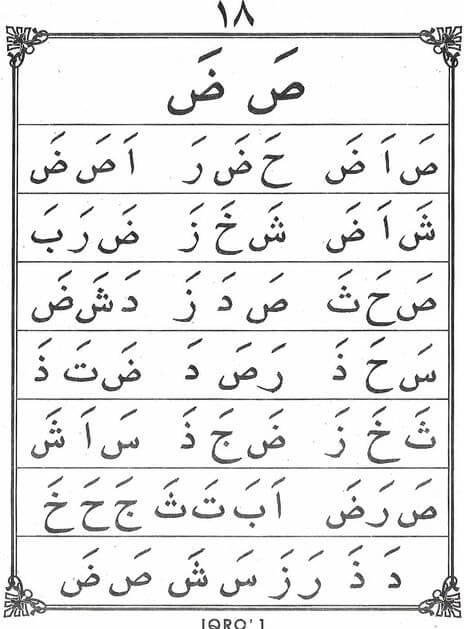 ١٨
صَ ضَ
صَ اَ ضَ حَ ضَ رَ اَ صَ ضَ
شَ اَ ضَ شَ خَ زَ ضَ رَ بَ
صَ حَ ثَ صَ دَ زَ دَ شَ ضَ
سَ حَ ذَ رَ صَ دَ ضَ تَ ذَ
ثَ خَ زَ ضَ جَ ذَ سَ اَ شَ
صَ رَ ضَ اَ بَ تَ ثَ جَ حَ خَ
دَ ذَ رَ زَ سَ شَ صَ ضَ
IQRO' 1